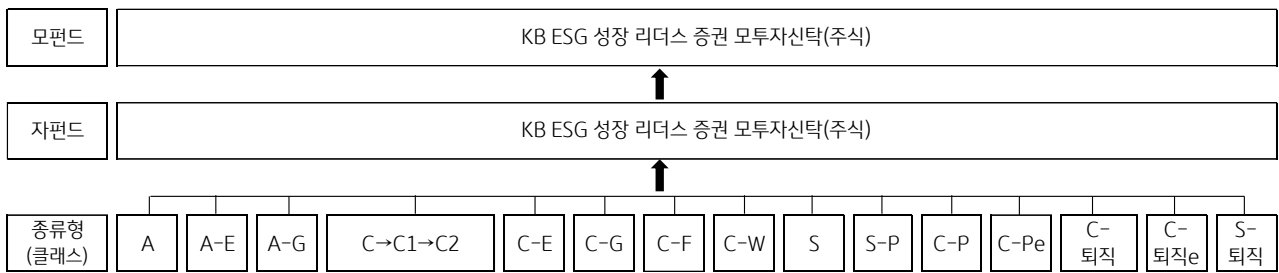 모펀드
KB ESG 성장 리더스 증권 모투자신탁(주식)
자펀드
KB ESG 성장 리더스 증권 모투자신탁(주식)
종류형
(클래스)
A
A-E
A-G
C→C1→C2
C-E
C-G
C-F
C-W
S
S-P
C-P
C-Pe
C-
퇴직
C-
퇴직e
S-
퇴직